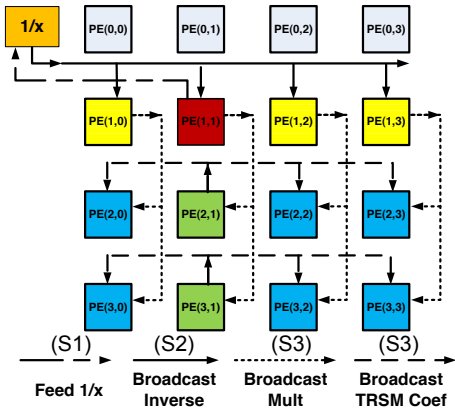 1/x
PE(0,0) PE(0,1) PE(0,2) PE(0,3)
PE(1,0) PE(1,1) PE(1,2) PE(1,3)
PE(2,0) PE(2,1) PE(2,2) PE(2,3)
PE(3,0) PE(3,1) PE(3,2) PE(3,3)
(S1) (S2) (S3) (S3)
Feed 1/x Broadcast Broadcast Broadcast
Inverse Mult TRSM Coef